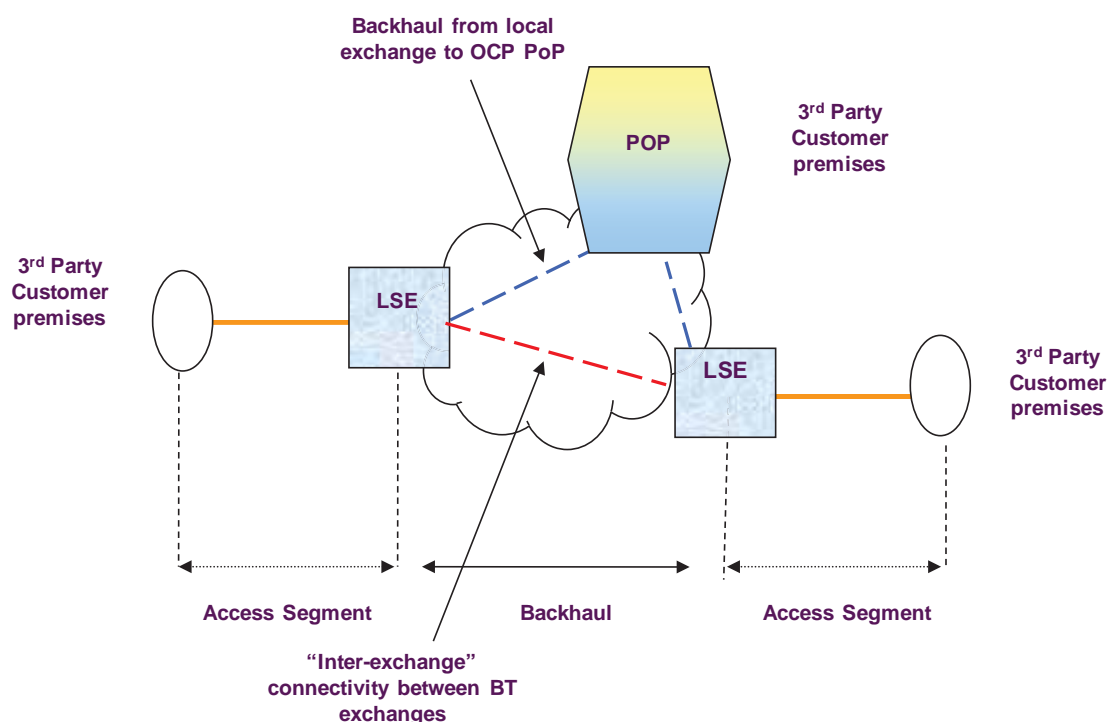 Backhaul from local
exchange to OCP PoP
POP
3rd Party
Customer
premises
3rd Party
Customer
premises
LSE
LSE
3rd Party
Customer
premises
Access Segment
Backhaul
Access Segment
“Inter-exchange”
connectivity between BT
exchanges